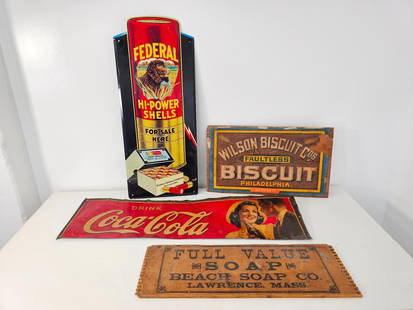 FEDERAL
HI-POWER
SHELLS
FOR SALE
HERE
WILSON BISCUIT COS
FAULTLESS
BISCUIT
PHILADELPHIA
DRINK
Coca-Cola
FULL VALUE
SOAP
BEACH SOAP CO.
LAWRENCE, MASS.